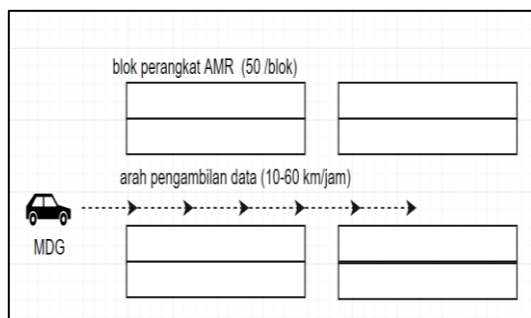 blok perangkat AMR (50 /blok)
arah pengambilan data (10-60 km/jam)
MDG